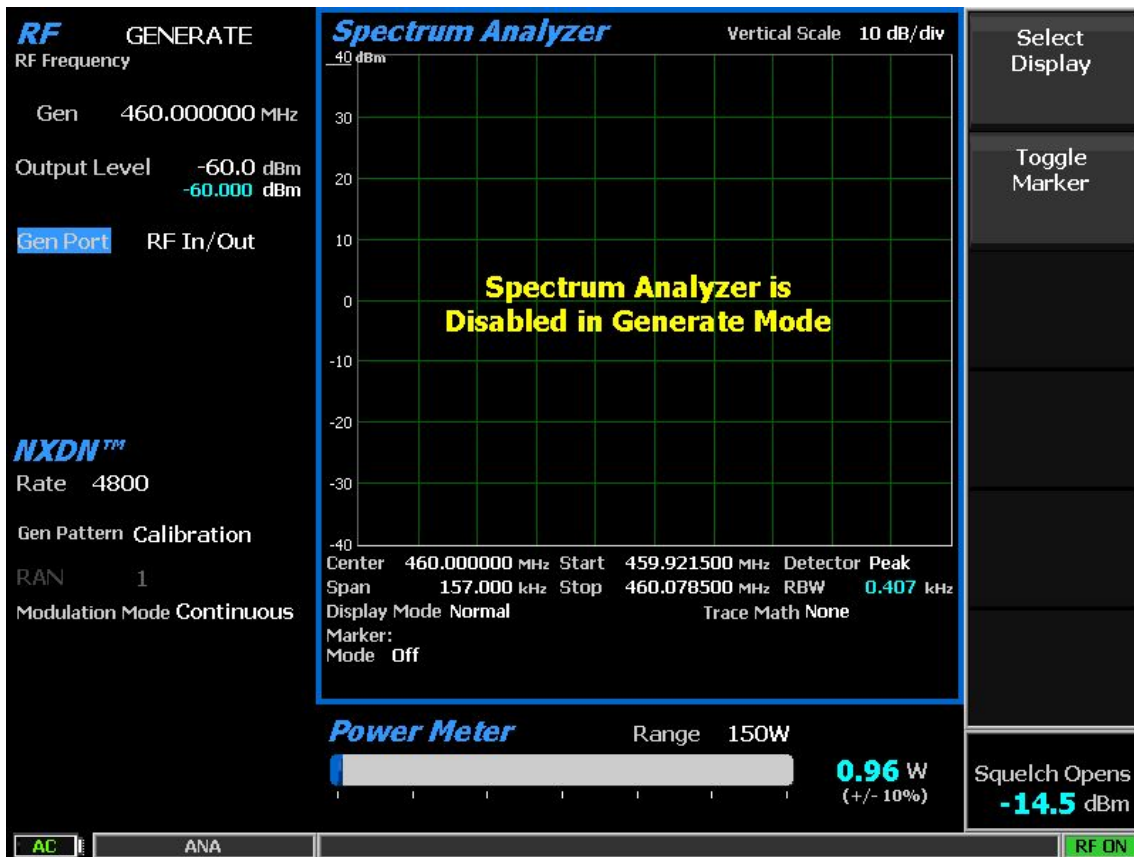 RF GENERATE
RF Frequency
Gen 460.000000 MHz
Output Level -60.0 dBm
-60.000 dBm
Gen Port RF In/Out
NXDN™
Rate 4800
Gen Pattern Calibration
RAN 1
Modulation Mode Continuous
Spectrum Analyzer Vertical Scale 10 dB/div
40 dBm
30
20
10
0
-10
-20
-30
-40
Spectrum Analyzer is
Disabled in Generate Mode
Center 460.000000 MHz Start 459.921500 MHz Detector Peak
Span 157.000 kHz Stop 460.078500 MHz RBW 0.407 kHz
Display Mode Normal Trace Math None
Marker:
Mode Off
Power Meter Range 150W
0.96 W
(+/- 10%)
Select
Display
Toggle
Marker
Squelch Opens
-14.5 dBm
AC ANA RF ON